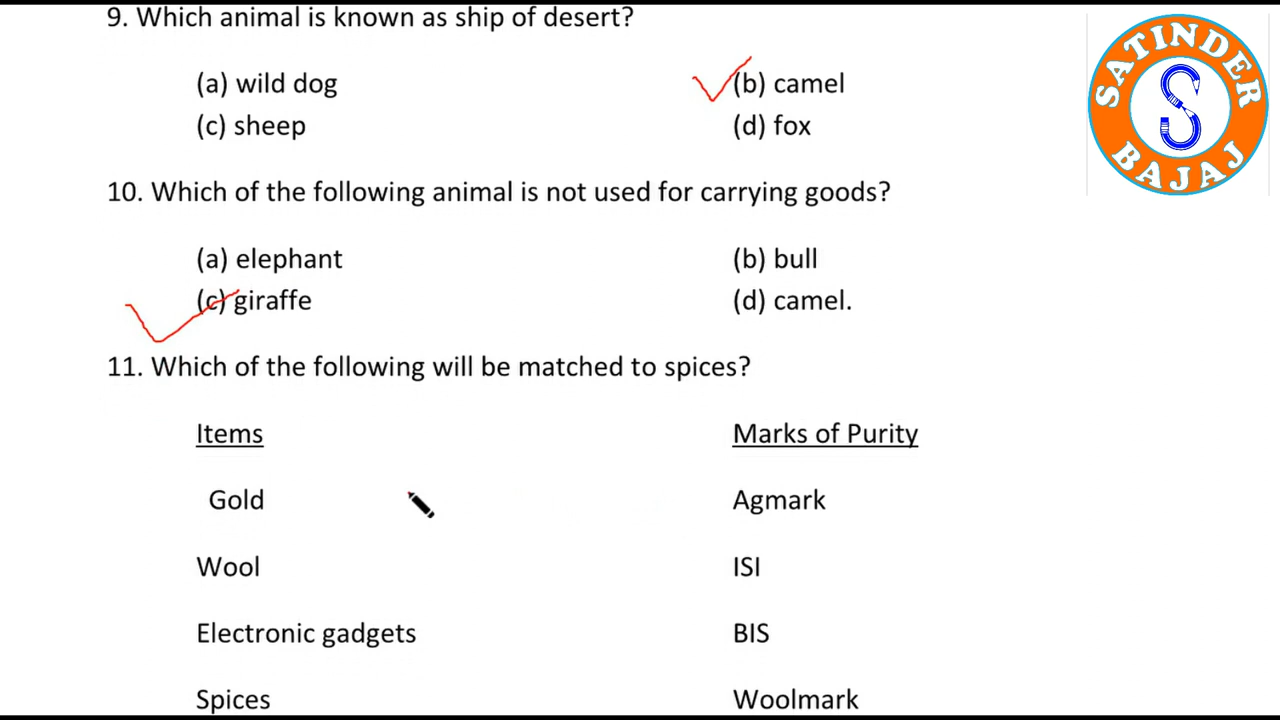 9. Which animal is known as ship of desert?
(a) wild dog (b) camel
(c) sheep (d) fox
10. Which of the following animal is not used for carrying goods?
(a) elephant (b) bull
(c) giraffe (d) camel.
11. Which of the following will be matched to spices?
Items Marks of Purity
Gold Agmark
Wool ISI
Electronic gadgets BIS
Spices Woolmark
SATINDER
S
BAJAJ